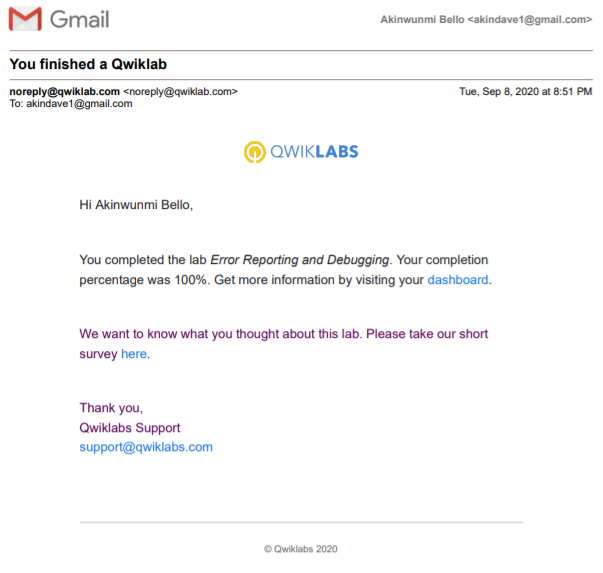 Gmail
Akinwunmi Bello <akindave1@gmail.com>
You finished a Qwiklab
noreply@qwiklab.com <noreply@qwiklab.com>
Tue, Sep 8, 2020 at 8:51 PM
To: akindave1@gmail.com
QWIKLABS
Hi Akinwunmi Bello,
You completed the lab Error Reporting and Debugging. Your completion
percentage was 100%. Get more information by visiting your dashboard.
We want to know what you thought about this lab. Please take our short
survey here.
Thank you,
Qwiklabs Support
support@qwiklabs.com
© Qwiklabs 2020